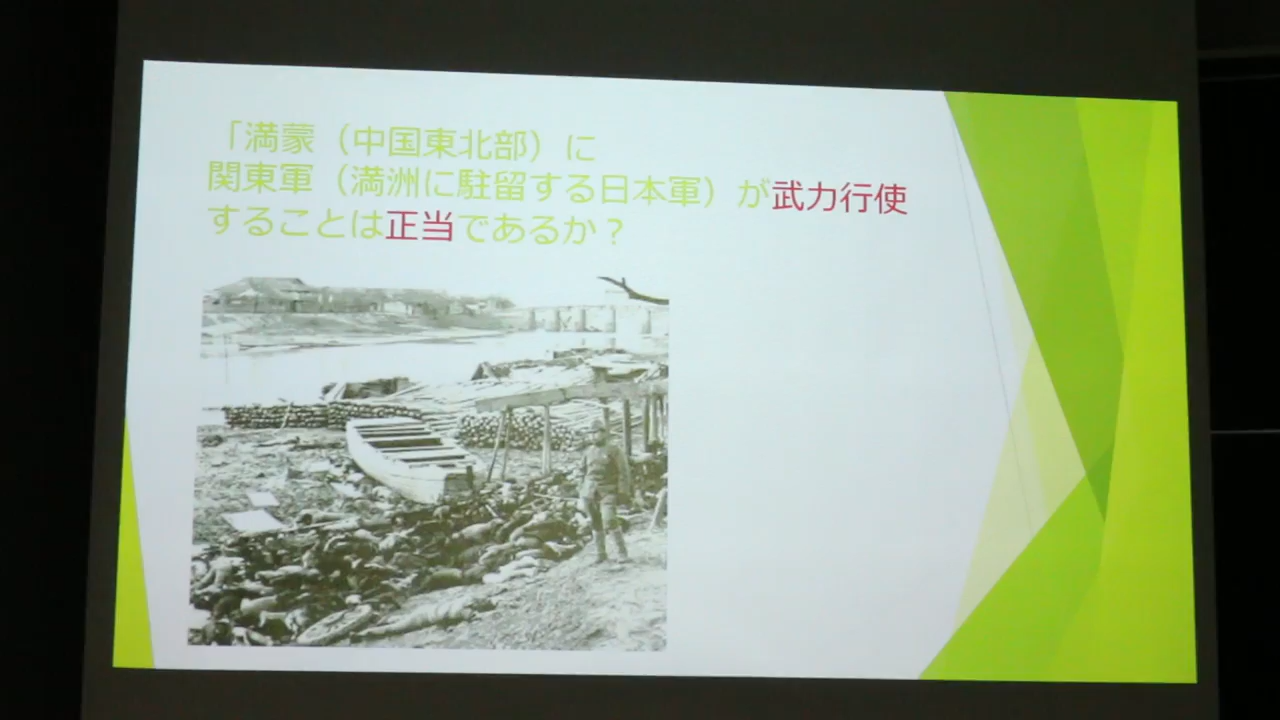 「満蒙(中国東北部)に
関東軍(満洲に駐留する日本軍)が武力行使
することは正当であるか？